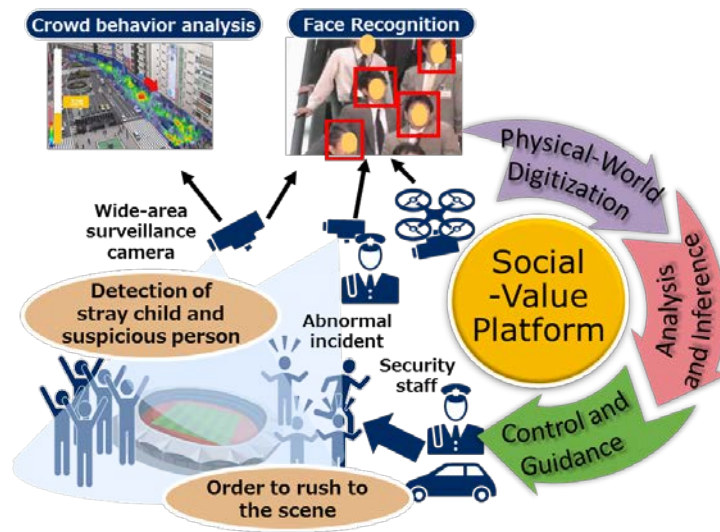 Crowd behavior analysis
Face Recognition
Physical-World
Digitization
Wide-area
surveillance
camera
Social
-Value
Platform
Analysis
and Inference
Detection of
stray child and
suspicious person
Abnormal
incident
Security
staff
Control and
Guidance
Order to rush to
the scene